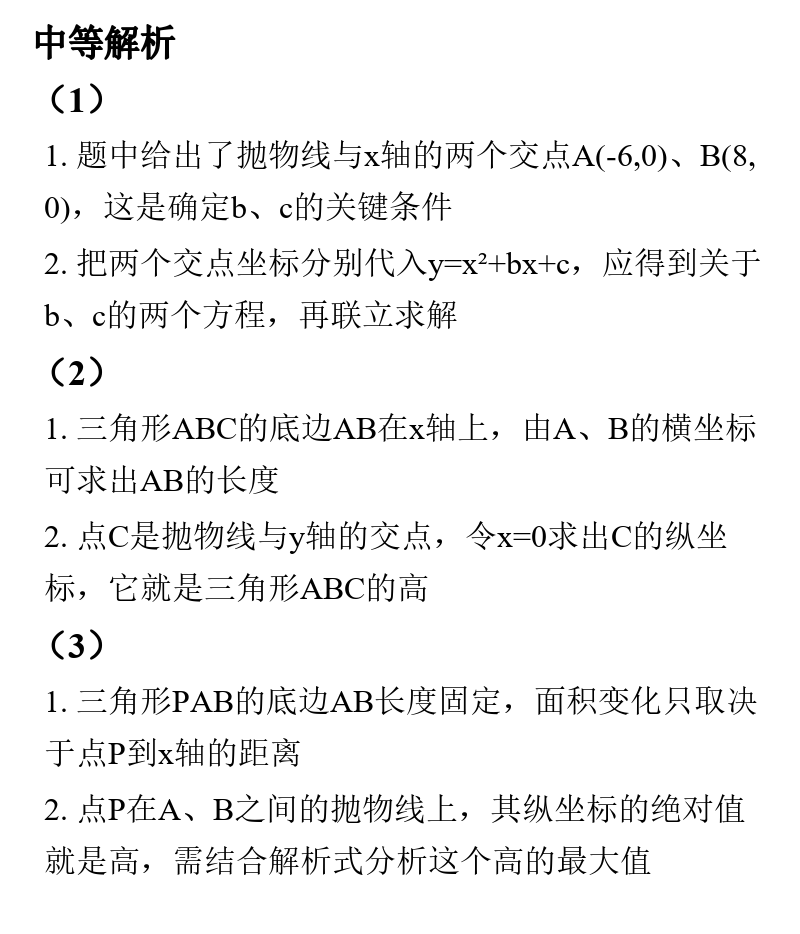 中等解析
（1）
1. 题中给出了抛物线与x轴的两个交点A(-6,0)、B(8,
0)，这是确定b、c的关键条件
2. 把两个交点坐标分别代入y=x²+bx+c，应得到关于
b、c的两个方程，再联立求解
（2）
1. 三角形ABC的底边AB在x轴上，由A、B的横坐标
可求出AB的长度
2. 点C是抛物线与y轴的交点，令x=0求出C的纵坐
标，它就是三角形ABC的高
（3）
1. 三角形PAB的底边AB长度固定，面积变化只取决
于点P到x轴的距离
2. 点P在A、B之间的抛物线上，其纵坐标的绝对值
就是高，需结合解析式分析这个高的最大值